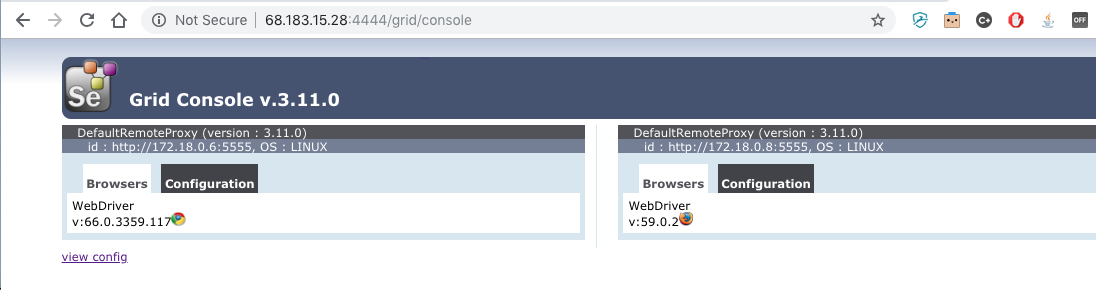 Not Secure | 68.183.15.28:4444/grid/console
C+
OFF
Se
Grid Console v.3.11.0
DefaultRemoteProxy (version : 3.11.0)
id : http://172.18.0.6:5555, OS : LINUX
Browsers Configuration
WebDriver
v:66.0.3359.117
DefaultRemoteProxy (version : 3.11.0)
id : http://172.18.0.8:5555, OS : LINUX
Browsers Configuration
WebDriver
v:59.0.2
view config